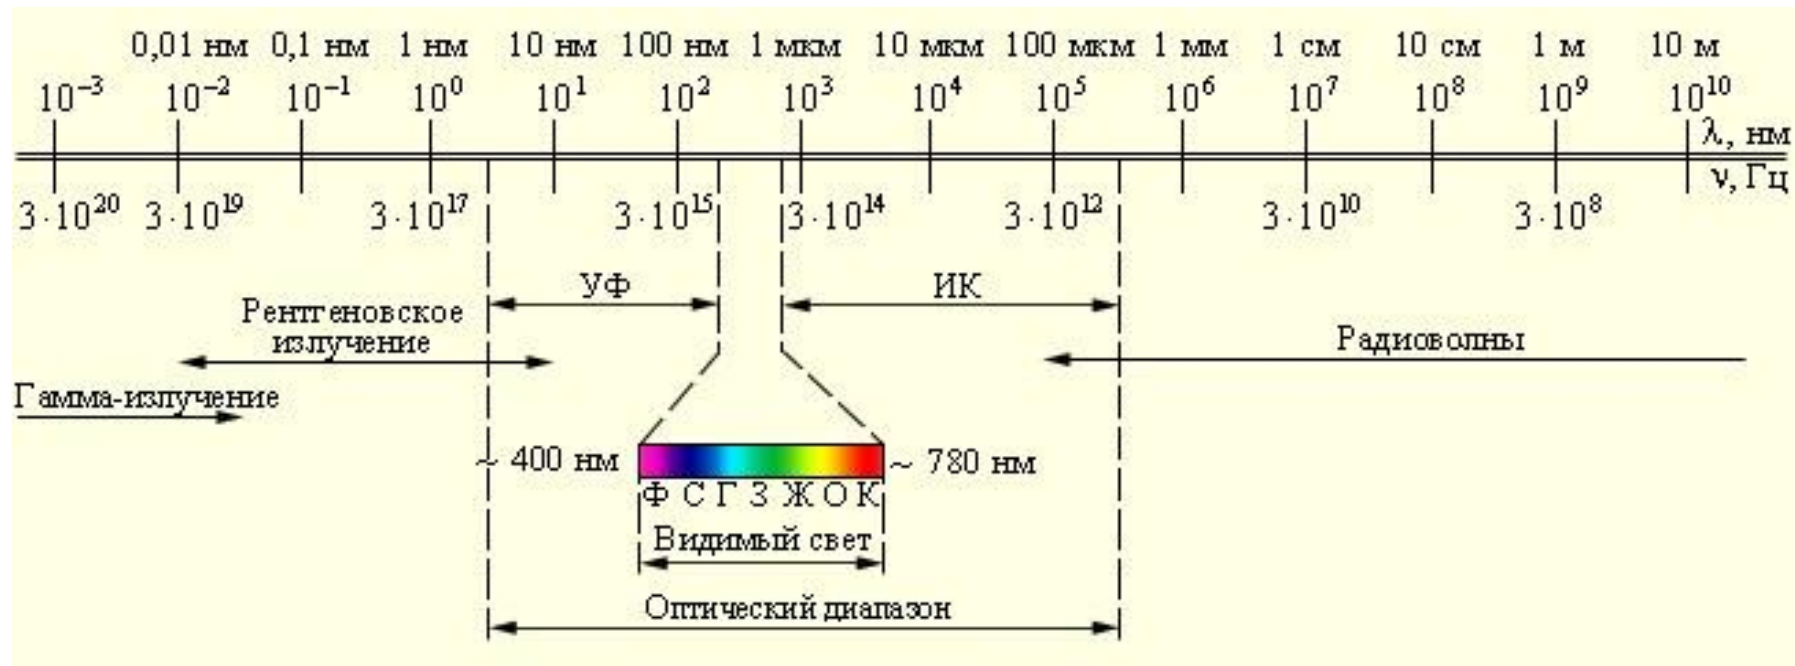 0,01 нм 0,1 нм 1 нм 10 нм 100 нм 1 мкм 10 мкм 100 мкм 1 мм 1 см 10 см 1 м 10 м
10⁻³ 10⁻² 10⁻¹ 10⁰ 10¹ 10² 10³ 10⁴ 10⁵ 10⁶ 10⁷ 10⁸ 10⁹ 10¹⁰
λ, нм
ν, Гц
3·10²⁰ 3·10¹⁹ 3·10¹⁷ 3·10¹⁵ 3·10¹⁴ 3·10¹² 3·10¹⁰ 3·10⁸
УФ ИК
Рентгеновское
излучение
Радиоволны
Гамма-излучение
~ 400 нм ~ 780 нм
Ф С Г З Ж О К
Видимый свет
Оптический диапазон